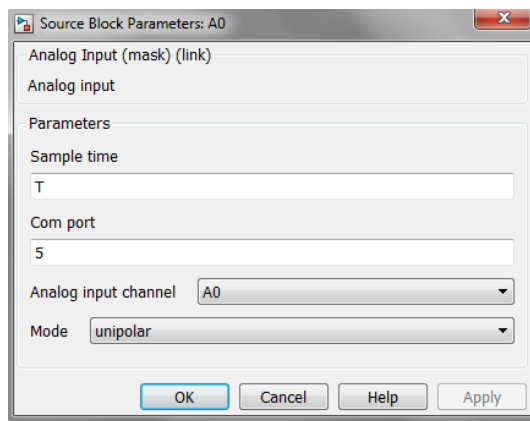 Source Block Parameters: A0
Analog Input (mask) (link)
Analog input
Parameters
Sample time
T
Com port
5
Analog input channel A0
Mode unipolar
OK Cancel Help Apply